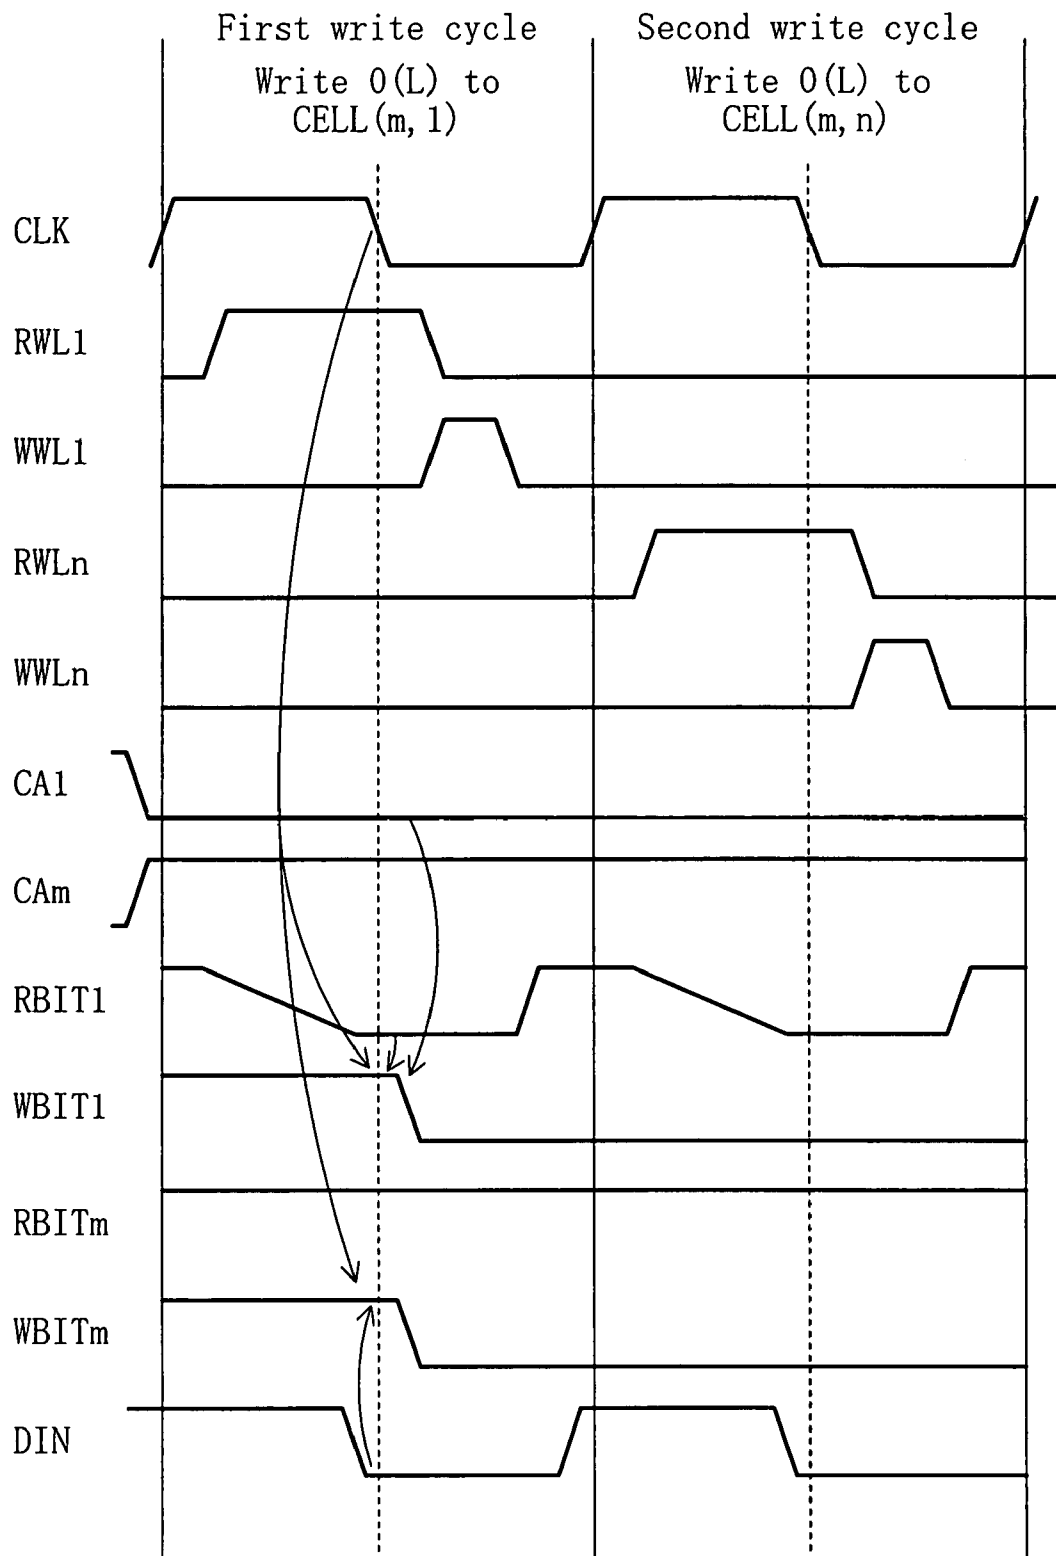 First write cycle
Second write cycle
Write 0(L) to
CELL(m,1)
Write 0(L) to
CELL(m,n)
CLK
RWL1
WWL1
RWLn
WWLn
CA1
CAm
RBIT1
WBIT1
RBITm
WBITm
DIN